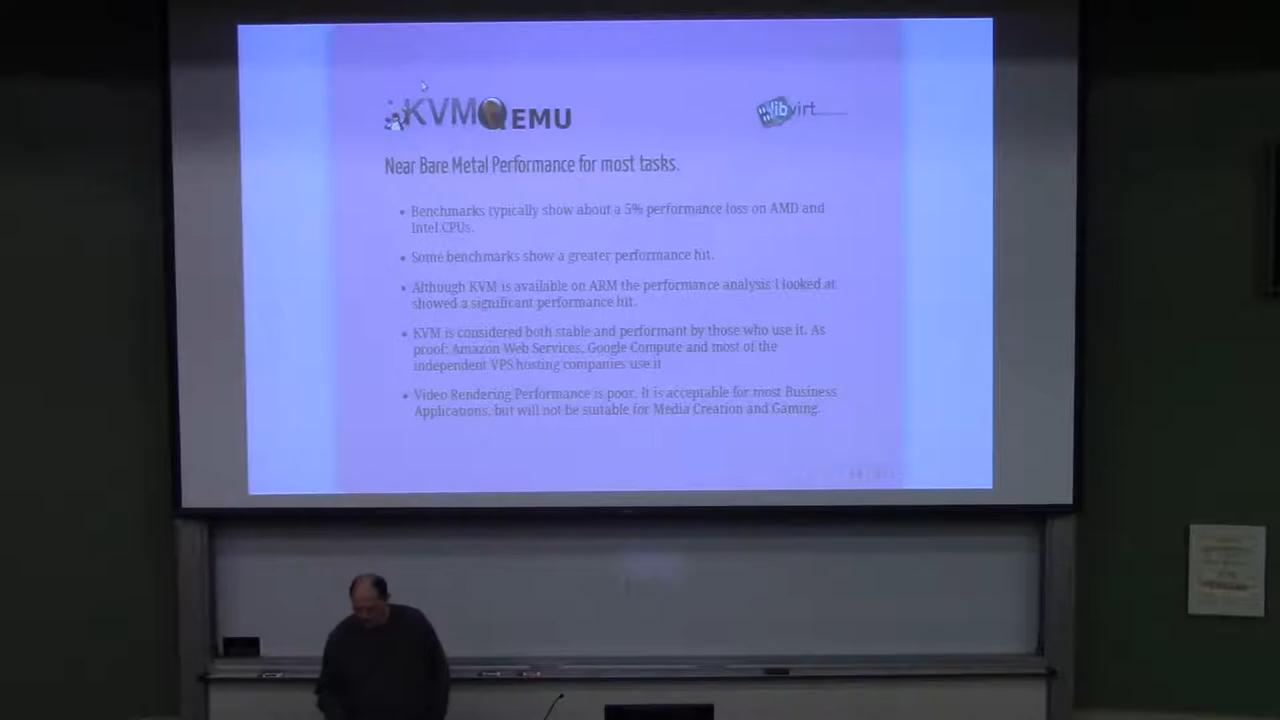 KVM QEMU
libvirt
Near Bare Metal Performance for most tasks.
• Benchmarks typically show about a 5% performance loss on AMD and
Intel CPUs.
• Some benchmarks show a greater performance hit.
• Although KVM is available on ARM the performance analysis I looked at
showed a significant performance hit.
• KVM is considered both stable and performant by those who use it. As
proof: Amazon Web Services, Google Compute and most of the
independent VPS hosting companies use it
• Video Rendering Performance is poor. It is acceptable for most Business
Applications, but will not be suitable for Media Creation and Gaming.